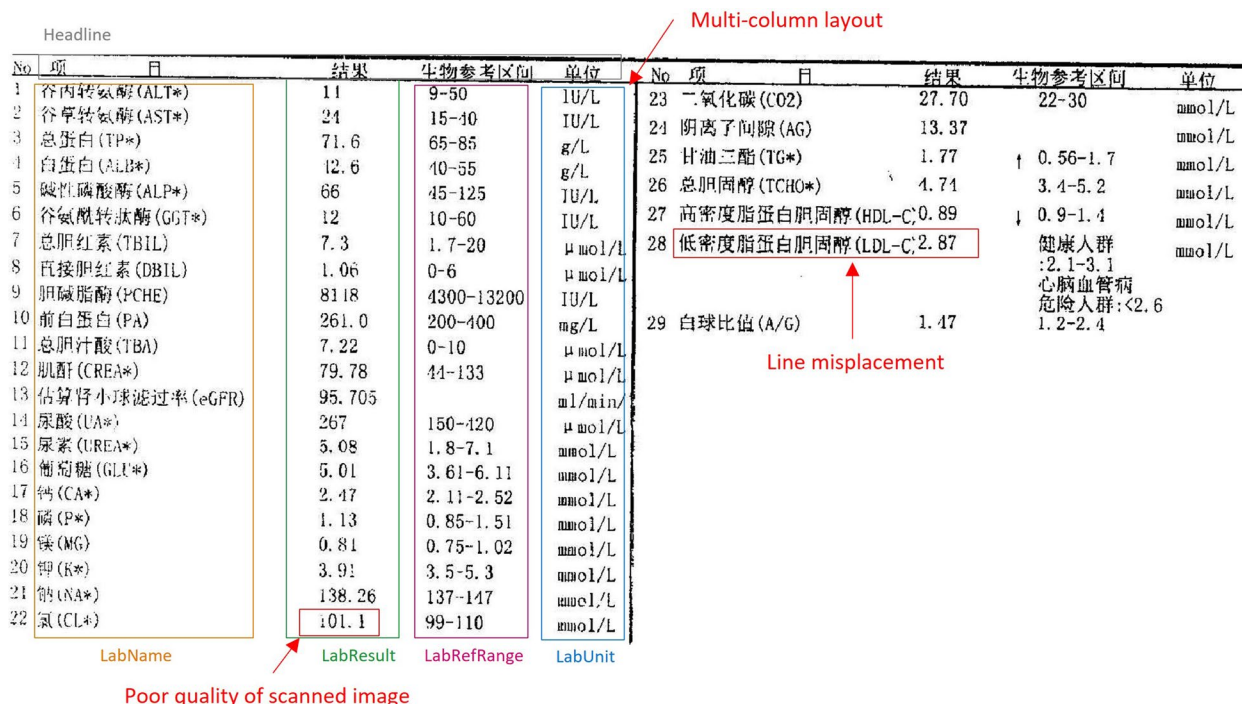 Multi-column layout
Headline
No 项 目 结果 生物参考区间 单位
1 谷丙转氨酶(ALT*) 11 9-50 IU/L
2 谷草转氨酶(AST*) 24 15-40 IU/L
3 总蛋白(TP*) 71.6 65-85 g/L
4 白蛋白(ALB*) 42.6 40-55 g/L
5 碱性磷酸酶(ALP*) 66 45-125 IU/L
6 谷氨酰转肽酶(GGT*) 12 10-60 IU/L
7 总胆红素(TBIL) 7.3 1.7-20 μmol/L
8 直接胆红素(DBIL) 1.06 0-6 μmol/L
9 胆碱脂酶(PCHE) 8118 4300-13200 IU/L
10 前白蛋白(PA) 261.0 200-400 mg/L
11 总胆汁酸(TBA) 7.22 0-10 μmol/L
12 肌酐(CREA*) 79.78 44-133 μmol/L
13 估算肾小球滤过率(eGFR) 95.705 ml/min/
14 尿酸(UA*) 267 150-420 μmol/L
15 尿素(UREA*) 5.08 1.8-7.1 mmol/L
16 葡萄糖(GLU*) 5.01 3.61-6.11 mmol/L
17 钙(CA*) 2.47 2.11-2.52 mmol/L
18 磷(P*) 1.13 0.85-1.51 mmol/L
19 镁(MG) 0.81 0.75-1.02 mmol/L
20 钾(K*) 3.91 3.5-5.3 mmol/L
21 钠(NA*) 138.26 137-147 mmol/L
22 氯(CL*) 101.1 99-110 mmol/L
LabName LabResult LabRefRange LabUnit
Poor quality of scanned image
No 项 目 结果 生物参考区间 单位
23 二氧化碳(CO2) 27.70 22-30 mmol/L
24 阴离子间隙(AG) 13.37 mmol/L
25 甘油三酯(TG*) 1.77 ↑ 0.56-1.7 mmol/L
26 总胆固醇(TCHO*) 4.74 3.4-5.2 mmol/L
27 高密度脂蛋白胆固醇(HDL-C)0.89 ↓ 0.9-1.4 mmol/L
28 低密度脂蛋白胆固醇(LDL-C)2.87 健康人群 mmol/L
:2.1-3.1
心脑血管病
危险人群:<2.6
29 白球比值(A/G) 1.47 1.2-2.4
Line misplacement